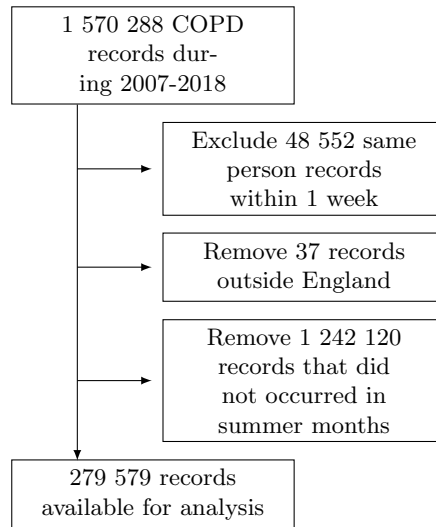 1 570 288 COPD
records dur-
ing 2007-2018
Exclude 48 552 same
person records
within 1 week
Remove 37 records
outside England
Remove 1 242 120
records that did
not occurred in
summer months
279 579 records
available for analysis